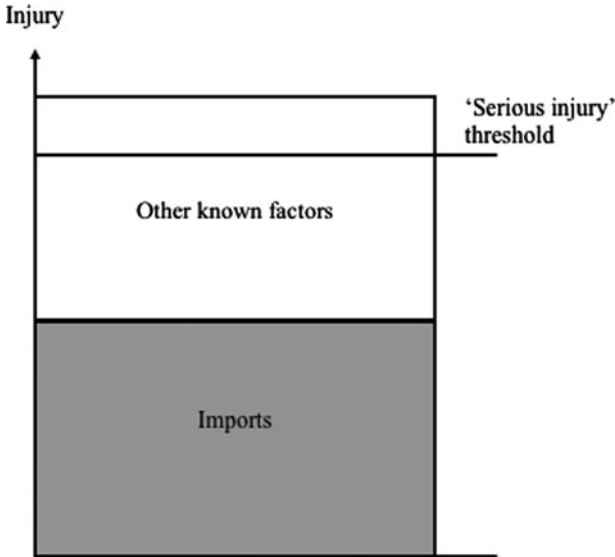 Injury
‘Serious injury’
threshold
Other known factors
Imports